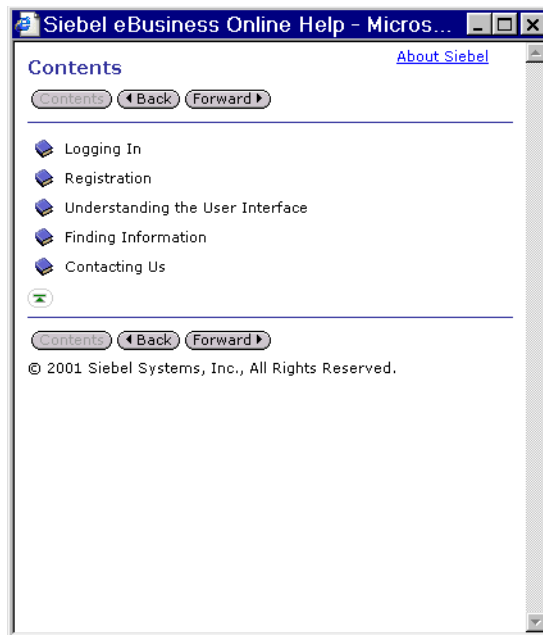 Siebel eBusiness Online Help - Micros...
About Siebel
Contents
Contents Back Forward
Logging In
Registration
Understanding the User Interface
Finding Information
Contacting Us
Contents Back Forward
© 2001 Siebel Systems, Inc., All Rights Reserved.